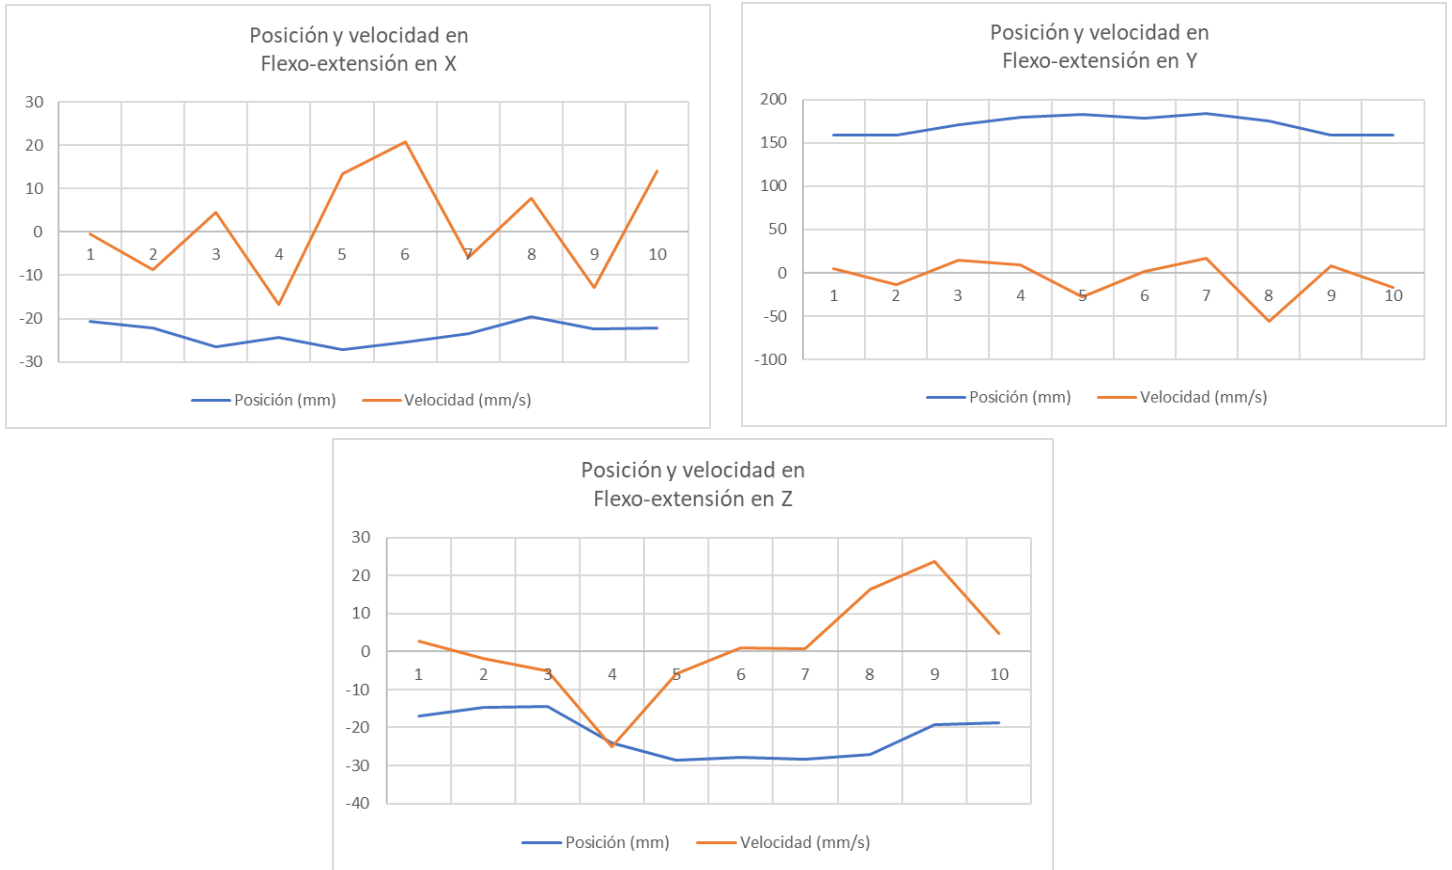 Posición y velocidad en
Flexo-extensión en X
30
20
10
0
-10
-20
-30
1 2 3 4 5 6 7 8 9 10
Posición (mm) Velocidad (mm/s)
Posición y velocidad en
Flexo-extensión en Y
200
150
100
50
0
-50
-100
1 2 3 4 5 6 7 8 9 10
Posición (mm) Velocidad (mm/s)
Posición y velocidad en
Flexo-extensión en Z
30
20
10
0
-10
-20
-30
-40
1 2 3 4 5 6 7 8 9 10
Posición (mm) Velocidad (mm/s)